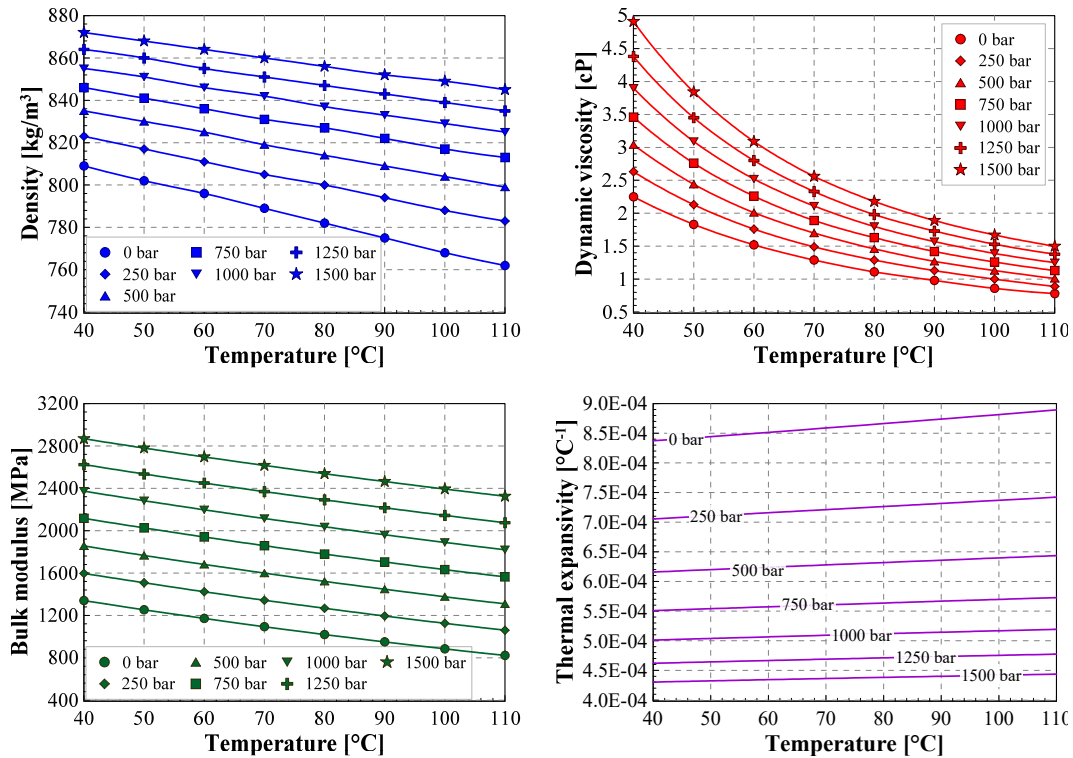 880
860
840
820
800
780
760
740
Density [kg/m³]
0 bar 750 bar 1250 bar
250 bar 1000 bar 1500 bar
500 bar
40 50 60 70 80 90 100 110
Temperature [°C]
5
4.5
4
3.5
3
2.5
2
1.5
1
0.5
Dynamic viscosity [cP]
0 bar
250 bar
500 bar
750 bar
1000 bar
1250 bar
1500 bar
40 50 60 70 80 90 100 110
Temperature [°C]
3200
2800
2400
2000
1600
1200
800
400
Bulk modulus [MPa]
0 bar 500 bar 1000 bar 1500 bar
250 bar 750 bar 1250 bar
40 50 60 70 80 90 100 110
Temperature [°C]
9.0E-04
8.5E-04
8.0E-04
7.5E-04
7.0E-04
6.5E-04
6.0E-04
5.5E-04
5.0E-04
4.5E-04
4.0E-04
Thermal expansivity [°C⁻¹]
0 bar
250 bar
500 bar
750 bar
1000 bar
1250 bar
1500 bar
40 50 60 70 80 90 100 110
Temperature [°C]